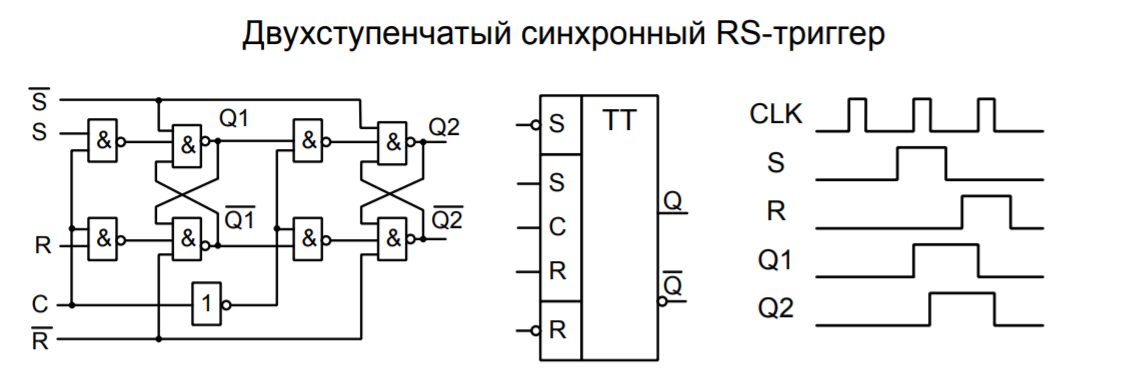 Двухступенчатый синхронный RS-триггер
S̅
S
R
C
R̅
&
&
&
&
&
&
&
&
1
Q1
Q̅1̅
Q2
Q̅2̅
S
S
C
R
R
TT
Q
Q̅
CLK
S
R
Q1
Q2